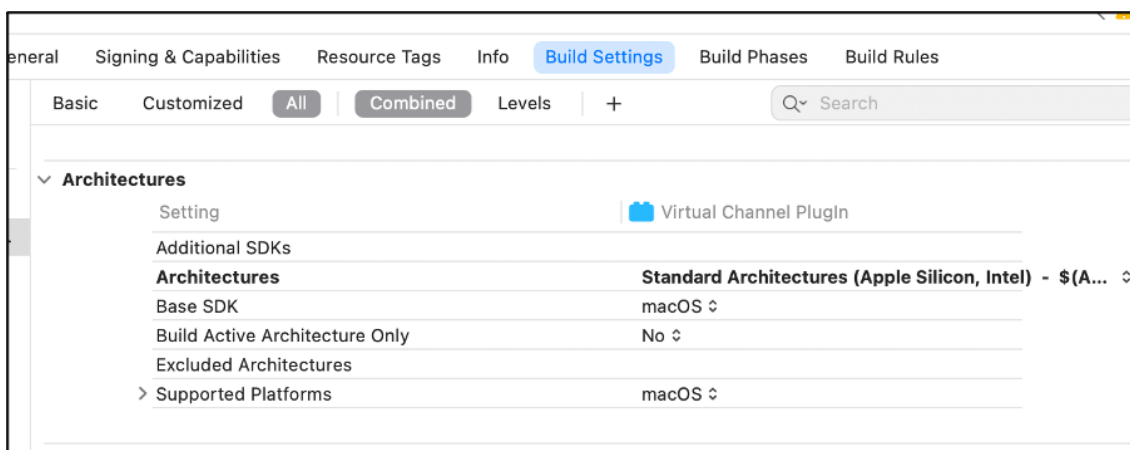 eneral Signing & Capabilities Resource Tags Info Build Settings Build Phases Build Rules
Basic Customized All Combined Levels + Search
Architectures
Setting Virtual Channel PlugIn
Additional SDKs
Architectures Standard Architectures (Apple Silicon, Intel) - $(A...
Base SDK macOS
Build Active Architecture Only No
Excluded Architectures
Supported Platforms macOS